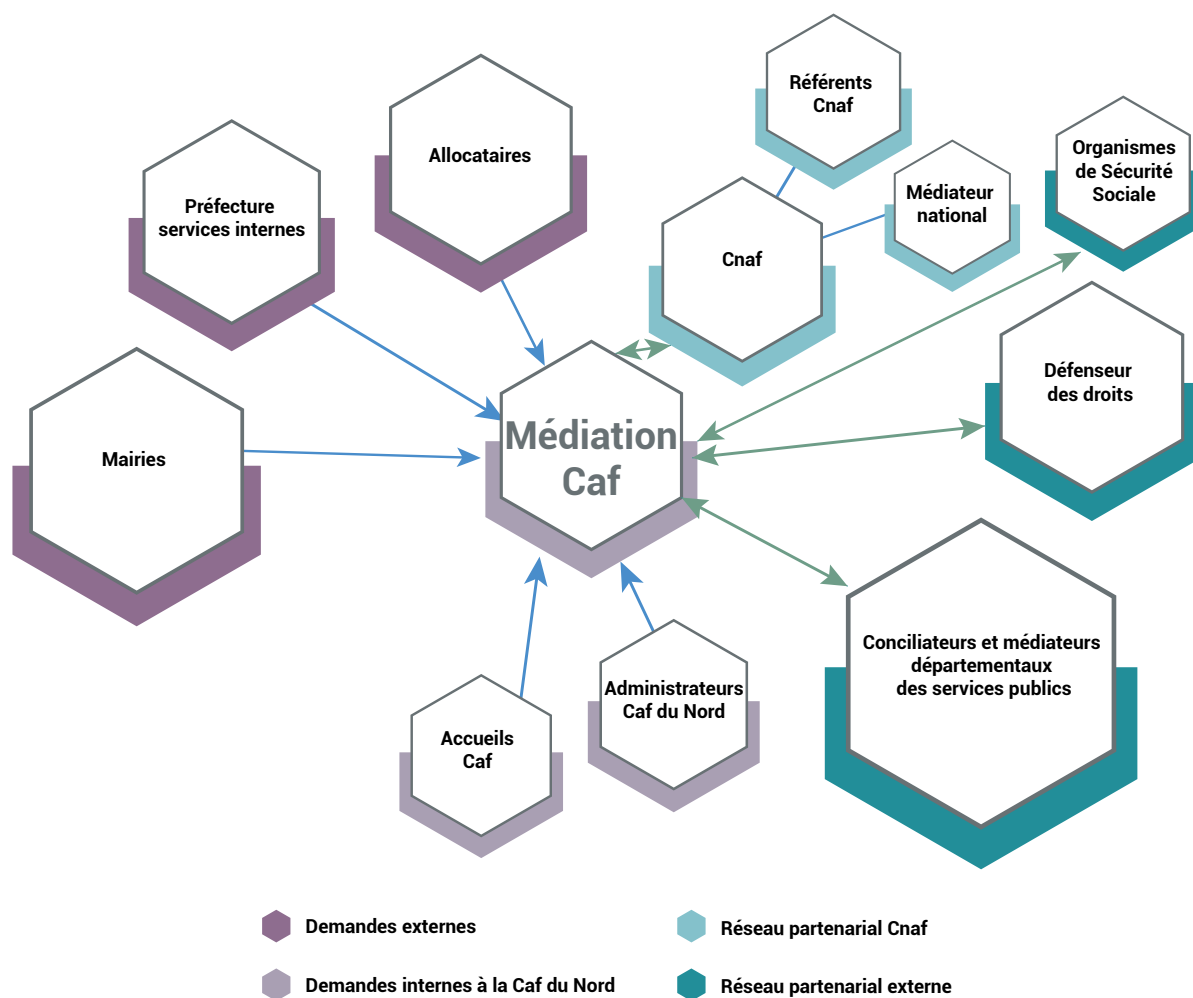 Référents
Cnaf
Allocataires
Organismes
de Sécurité
Sociale
Préfecture
services internes
Médiateur
national
Cnaf
Défenseur
des droits
Mairies
Médiation
Caf
Conciliateurs et médiateurs
départementaux
des services publics
Administrateurs
Caf du Nord
Accueils
Caf
Demandes externes
Réseau partenarial Cnaf
Demandes internes à la Caf du Nord
Réseau partenarial externe